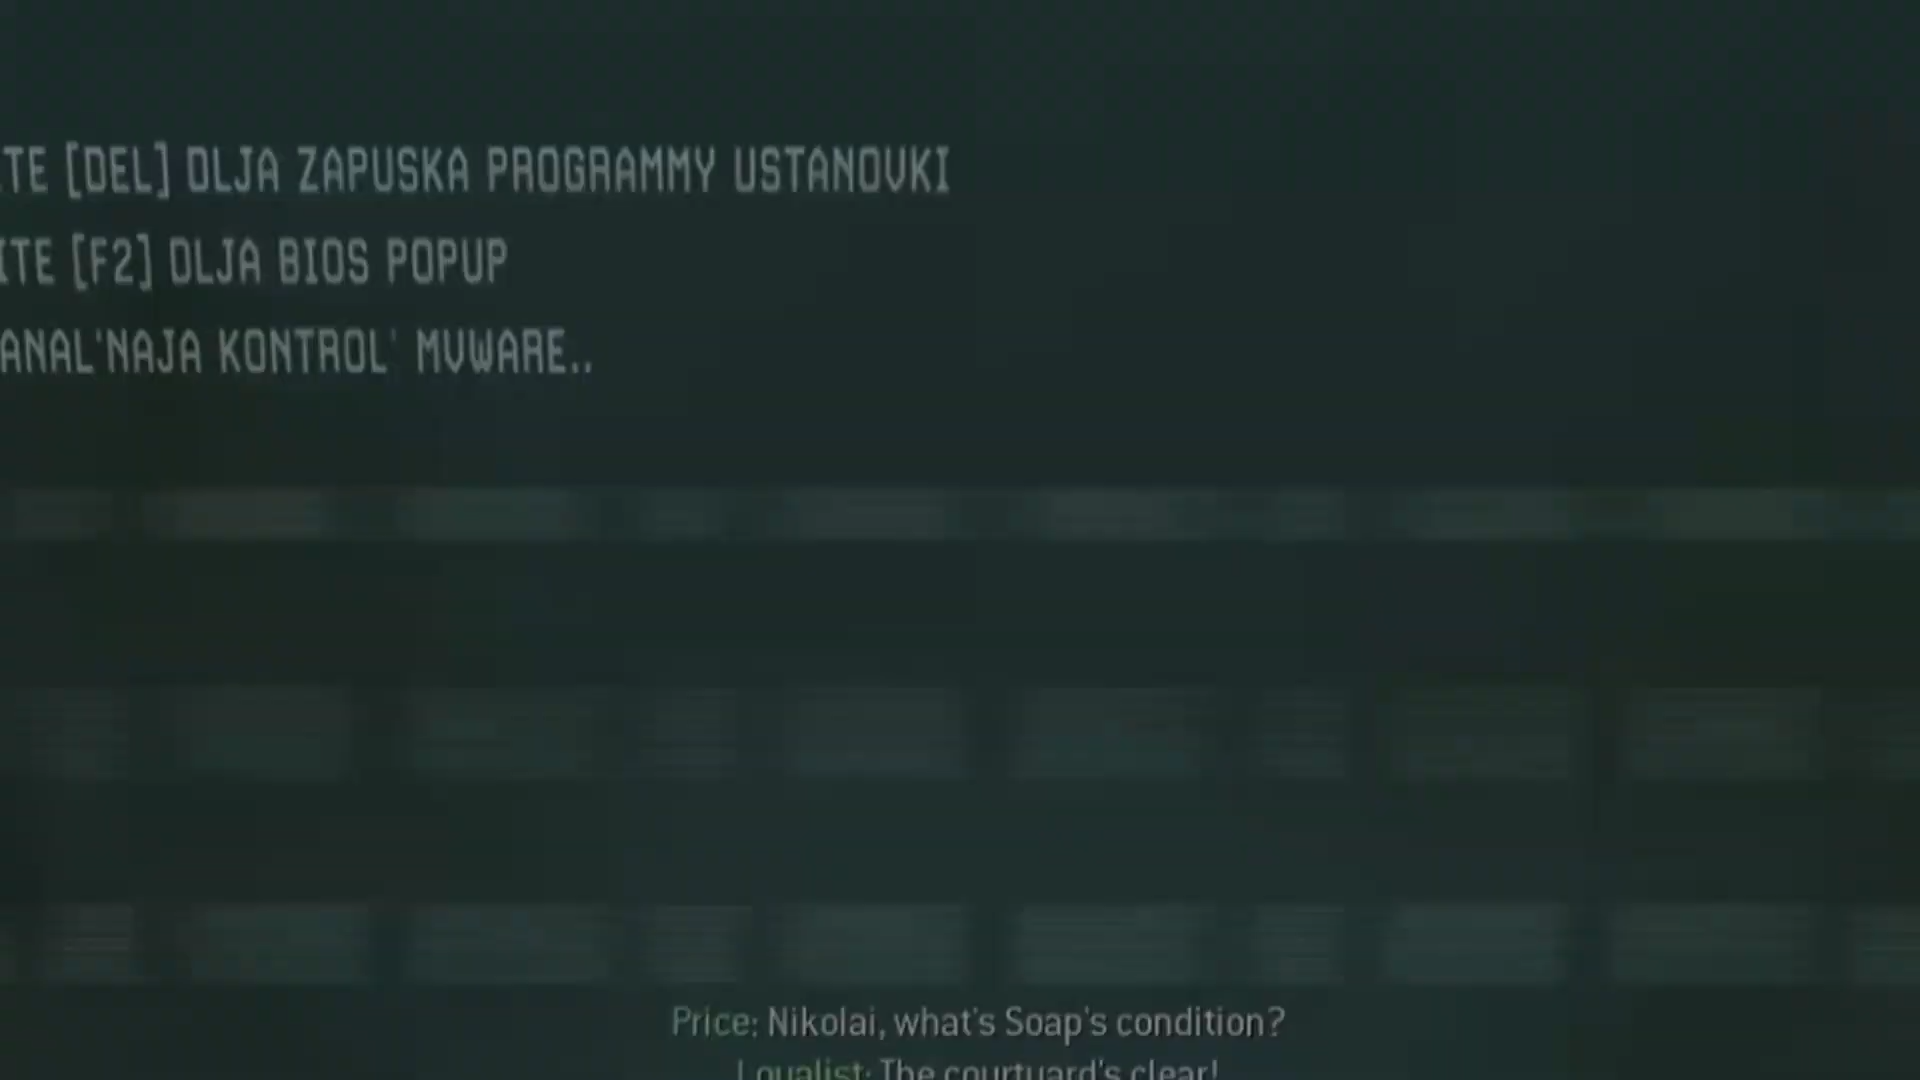 TE [DEL] DLJA ZAPUSKA PROGRAMMY USTANOVKI
ITE [F2] DLJA BIOS POPUP
ANAL'NAJA KONTROL' MVWARE..
Price: Nikolai, what's Soap's condition?
Loyalist: The courtyard's clear!